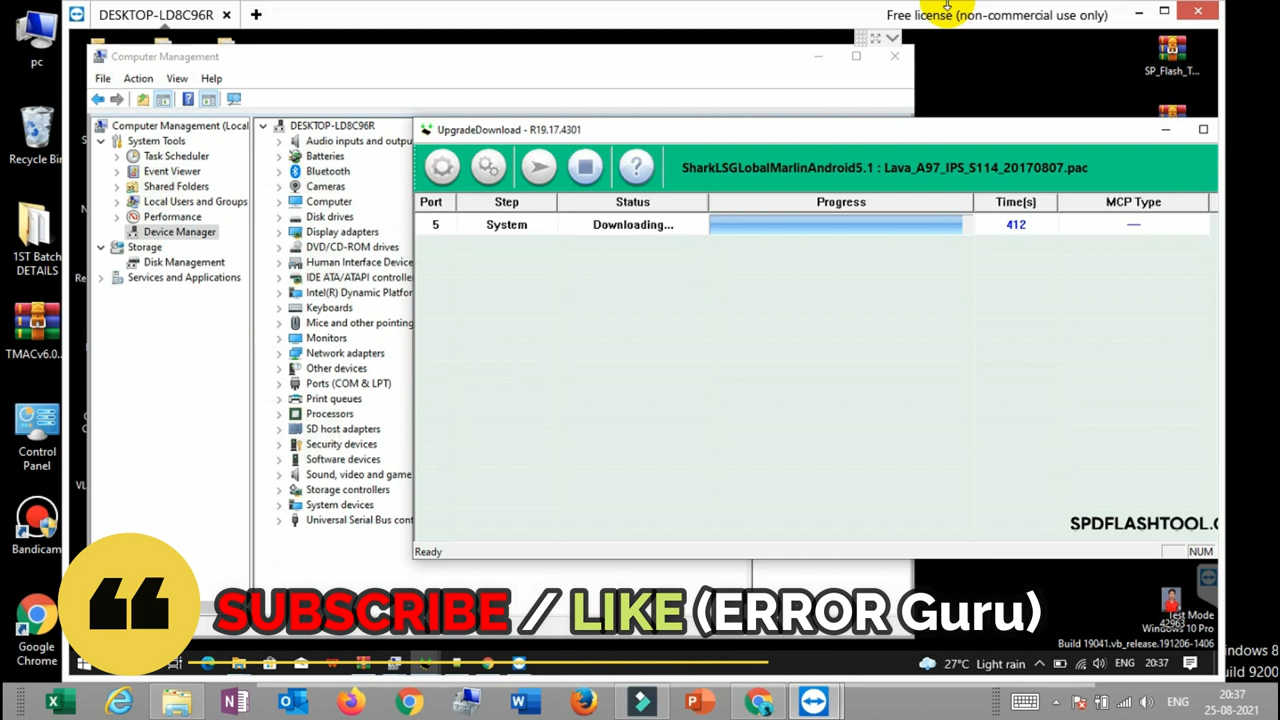 DESKTOP-LD8C96R
Free license (non-commercial use only)
pc
Computer Management
File Action View Help
SP_Flash_T...
Computer Management (Local
System Tools
Task Scheduler
Event Viewer
Shared Folders
Local Users and Groups
Performance
Device Manager
Storage
Disk Management
Services and Applications
DESKTOP-LD8C96R
Audio inputs and outpu
Batteries
Bluetooth
Cameras
Computer
Disk drives
Display adapters
DVD/CD-ROM drives
Human Interface Device
IDE ATA/ATAPI controlle
Intel(R) Dynamic Platfor
Keyboards
Mice and other pointing
Monitors
Network adapters
Other devices
Ports (COM & LPT)
Print queues
Processors
SD host adapters
Security devices
Software devices
Sound, video and game
Storage controllers
System devices
Universal Serial Bus cont
UpgradeDownload - R19.17.4301
SharkLSGLobalMarlinAndroid5.1 : Lava_A97_IPS_S114_20170807.pac
Port Step Status Progress Time(s) MCP Type
5 System Downloading... 412 —
SPDFLASHTOOL.
Ready
NUM
Recycle Bin
1ST Batch
DETAILS
TMACv6.0...
Control
Panel
Bandicam
Google
Chrome
SUBSCRIBE / LIKE (ERROR Guru)
42963
Test Mode
Windows 10 Pro
Build 19041.vb_release.191206-1406
27°C Light rain ENG 20:37
ndows 8
uild 9200
ENG
20:37
25-08-2021